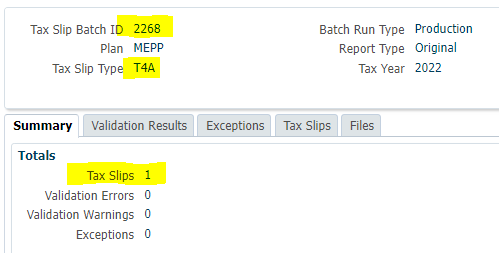 Tax Slip Batch ID 2268 Batch Run Type Production
Plan MEPP Report Type Original
Tax Slip Type T4A Tax Year 2022
Summary Validation Results Exceptions Tax Slips Files
Totals
Tax Slips 1
Validation Errors 0
Validation Warnings 0
Exceptions 0